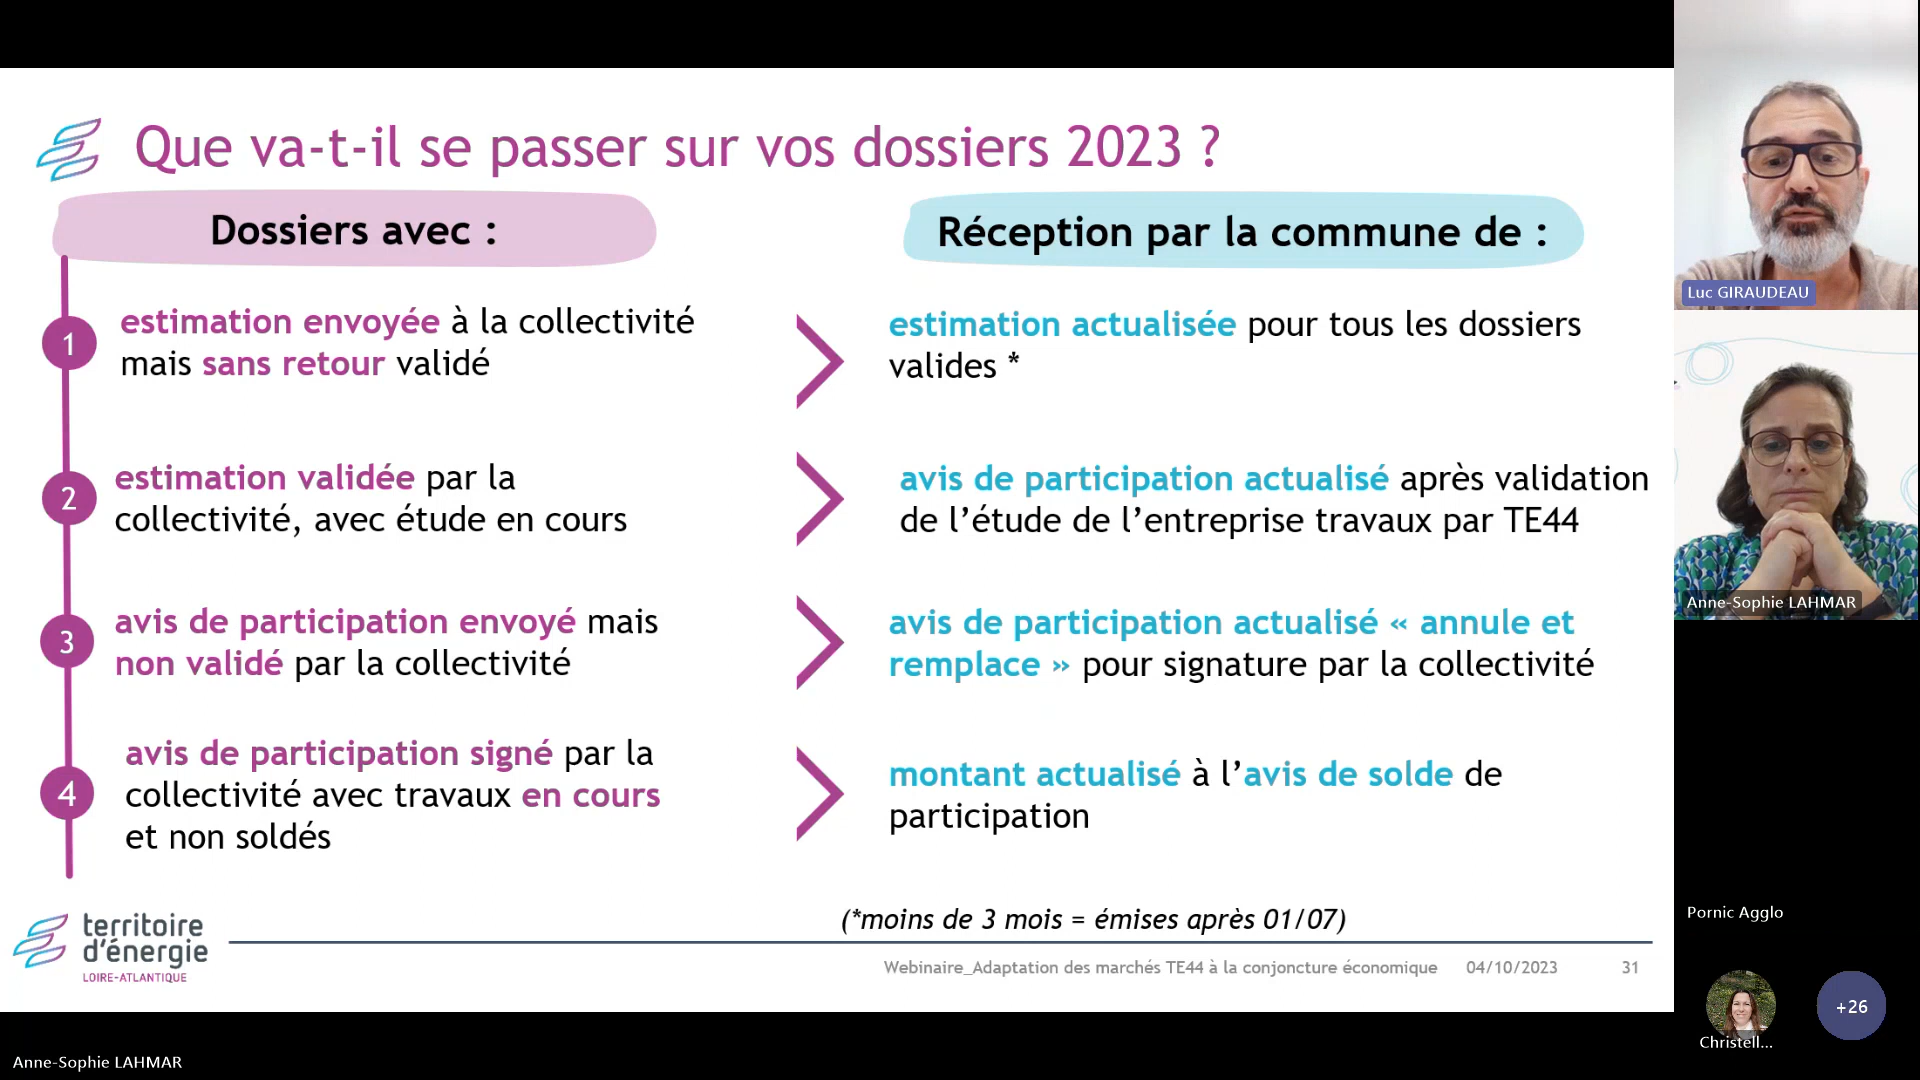 Que va-t-il se passer sur vos dossiers 2023 ?
Dossiers avec :
Réception par la commune de :
1
estimation envoyée à la collectivité
mais sans retour validé
estimation actualisée pour tous les dossiers
valides *
2
estimation validée par la
collectivité, avec étude en cours
avis de participation actualisé après validation
de l’étude de l’entreprise travaux par TE44
3
avis de participation envoyé mais
non validé par la collectivité
avis de participation actualisé « annule et
remplace » pour signature par la collectivité
4
avis de participation signé par la
collectivité avec travaux en cours
et non soldés
montant actualisé à l’avis de solde de
participation
(*moins de 3 mois = émises après 01/07)
territoire
d’énergie
LOIRE-ATLANTIQUE
Webinaire_Adaptation des marchés TE44 à la conjoncture économique 04/10/2023 31
Anne-Sophie LAHMAR
Luc GIRAUDEAU
Anne-Sophie LAHMAR
Pornic Agglo
Christell...
+26